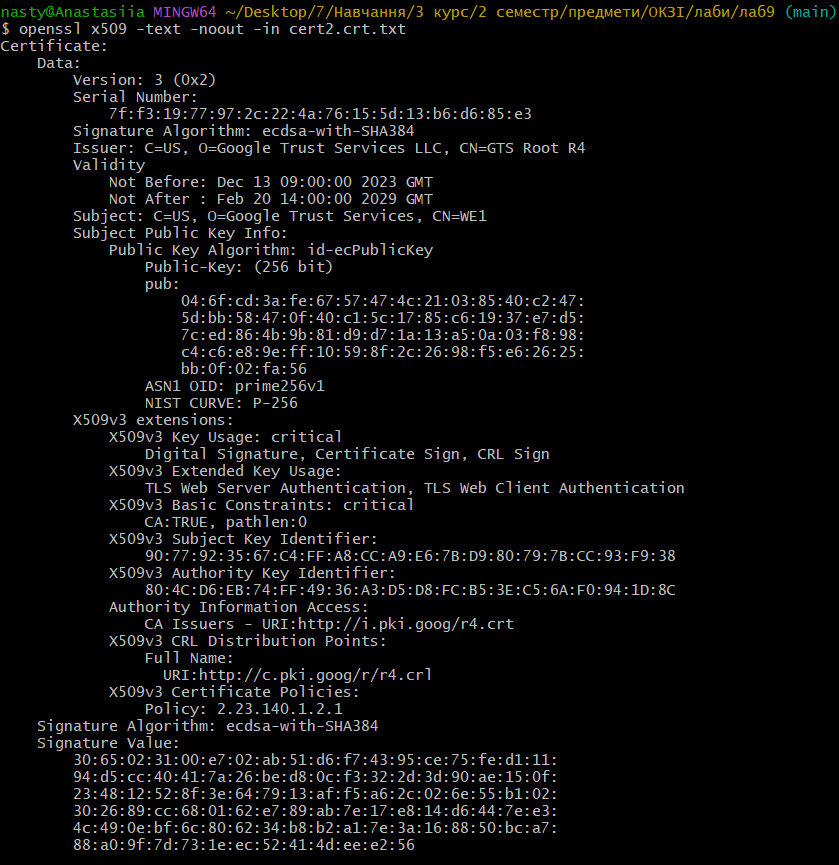 nasty@Anastasiia MINGW64 ~/Desktop/7/Навчання/3 курс/2 семестр/предмети/ОКЗІ/лаби/лаб9 (main)
$ openssl x509 -text -noout -in cert2.crt.txt
Certificate:
    Data:
        Version: 3 (0x2)
        Serial Number:
            7f:f3:19:77:97:2c:22:4a:76:15:5d:13:b6:d6:85:e3
        Signature Algorithm: ecdsa-with-SHA384
        Issuer: C=US, O=Google Trust Services LLC, CN=GTS Root R4
        Validity
            Not Before: Dec 13 09:00:00 2023 GMT
            Not After : Feb 20 14:00:00 2029 GMT
        Subject: C=US, O=Google Trust Services, CN=WE1
        Subject Public Key Info:
            Public Key Algorithm: id-ecPublicKey
                Public-Key: (256 bit)
                pub:
                    04:6f:cd:3a:fe:67:57:47:4c:21:03:85:40:c2:47:
                    5d:bb:58:47:0f:40:c1:5c:17:85:c6:19:37:e7:d5:
                    7c:ed:86:4b:9b:81:d9:d7:1a:13:a5:0a:03:f8:98:
                    c4:c6:e8:9e:ff:10:59:8f:2c:26:98:f5:e6:26:25:
                    bb:0f:02:fa:56
                ASN1 OID: prime256v1
                NIST CURVE: P-256
        X509v3 extensions:
            X509v3 Key Usage: critical
                Digital Signature, Certificate Sign, CRL Sign
            X509v3 Extended Key Usage:
                TLS Web Server Authentication, TLS Web Client Authentication
            X509v3 Basic Constraints: critical
                CA:TRUE, pathlen:0
            X509v3 Subject Key Identifier:
                90:77:92:35:67:C4:FF:A8:CC:A9:E6:7B:D9:80:79:7B:CC:93:F9:38
            X509v3 Authority Key Identifier:
                80:4C:D6:EB:74:FF:49:36:A3:D5:D8:FC:B5:3E:C5:6A:F0:94:1D:8C
            Authority Information Access:
                CA Issuers - URI:http://i.pki.goog/r4.crt
            X509v3 CRL Distribution Points:
                Full Name:
                  URI:http://c.pki.goog/r/r4.crl
            X509v3 Certificate Policies:
                Policy: 2.23.140.1.2.1
    Signature Algorithm: ecdsa-with-SHA384
    Signature Value:
        30:65:02:31:00:e7:02:ab:51:d6:f7:43:95:ce:75:fe:d1:11:
        94:d5:cc:40:41:7a:26:be:d8:0c:f3:32:2d:3d:90:ae:15:0f:
        23:48:12:52:8f:3e:64:79:13:af:f5:a6:2c:02:6e:55:b1:02:
        30:26:89:cc:68:01:62:e7:89:ab:7e:17:e8:14:d6:44:7e:e3:
        4c:49:0e:bf:6c:80:62:34:b8:b2:a1:7e:3a:16:88:50:bc:a7:
        88:a0:9f:7d:73:1e:ec:52:41:4d:ee:e2:56